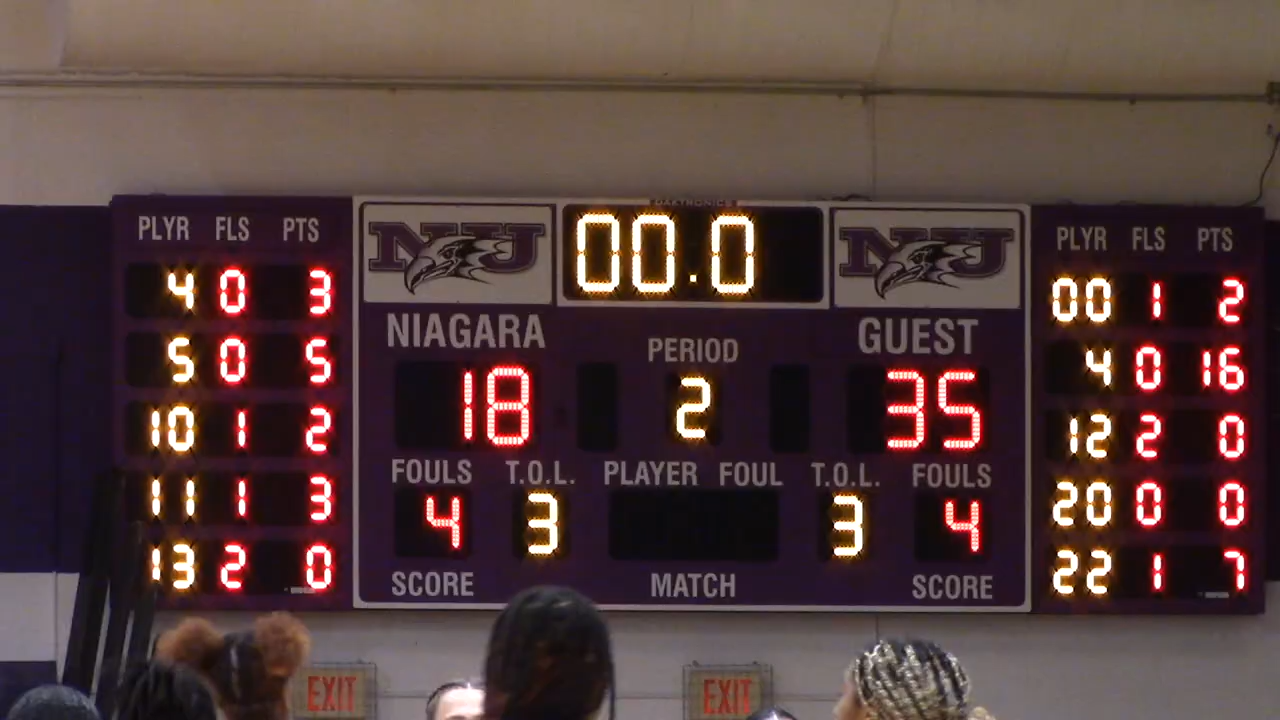 DAKTRONICS
PLYR FLS PTS
4 0 3
5 0 5
10 1 2
11 1 3
13 2 0
NU
00.0
NU
NIAGARA
PERIOD
GUEST
18
2
35
FOULS T.O.L. PLAYER FOUL T.O.L. FOULS
4 3 3 4
SCORE MATCH SCORE
PLYR FLS PTS
00 1 2
4 0 16
12 2 0
20 0 0
22 1 7
EXIT
EXIT